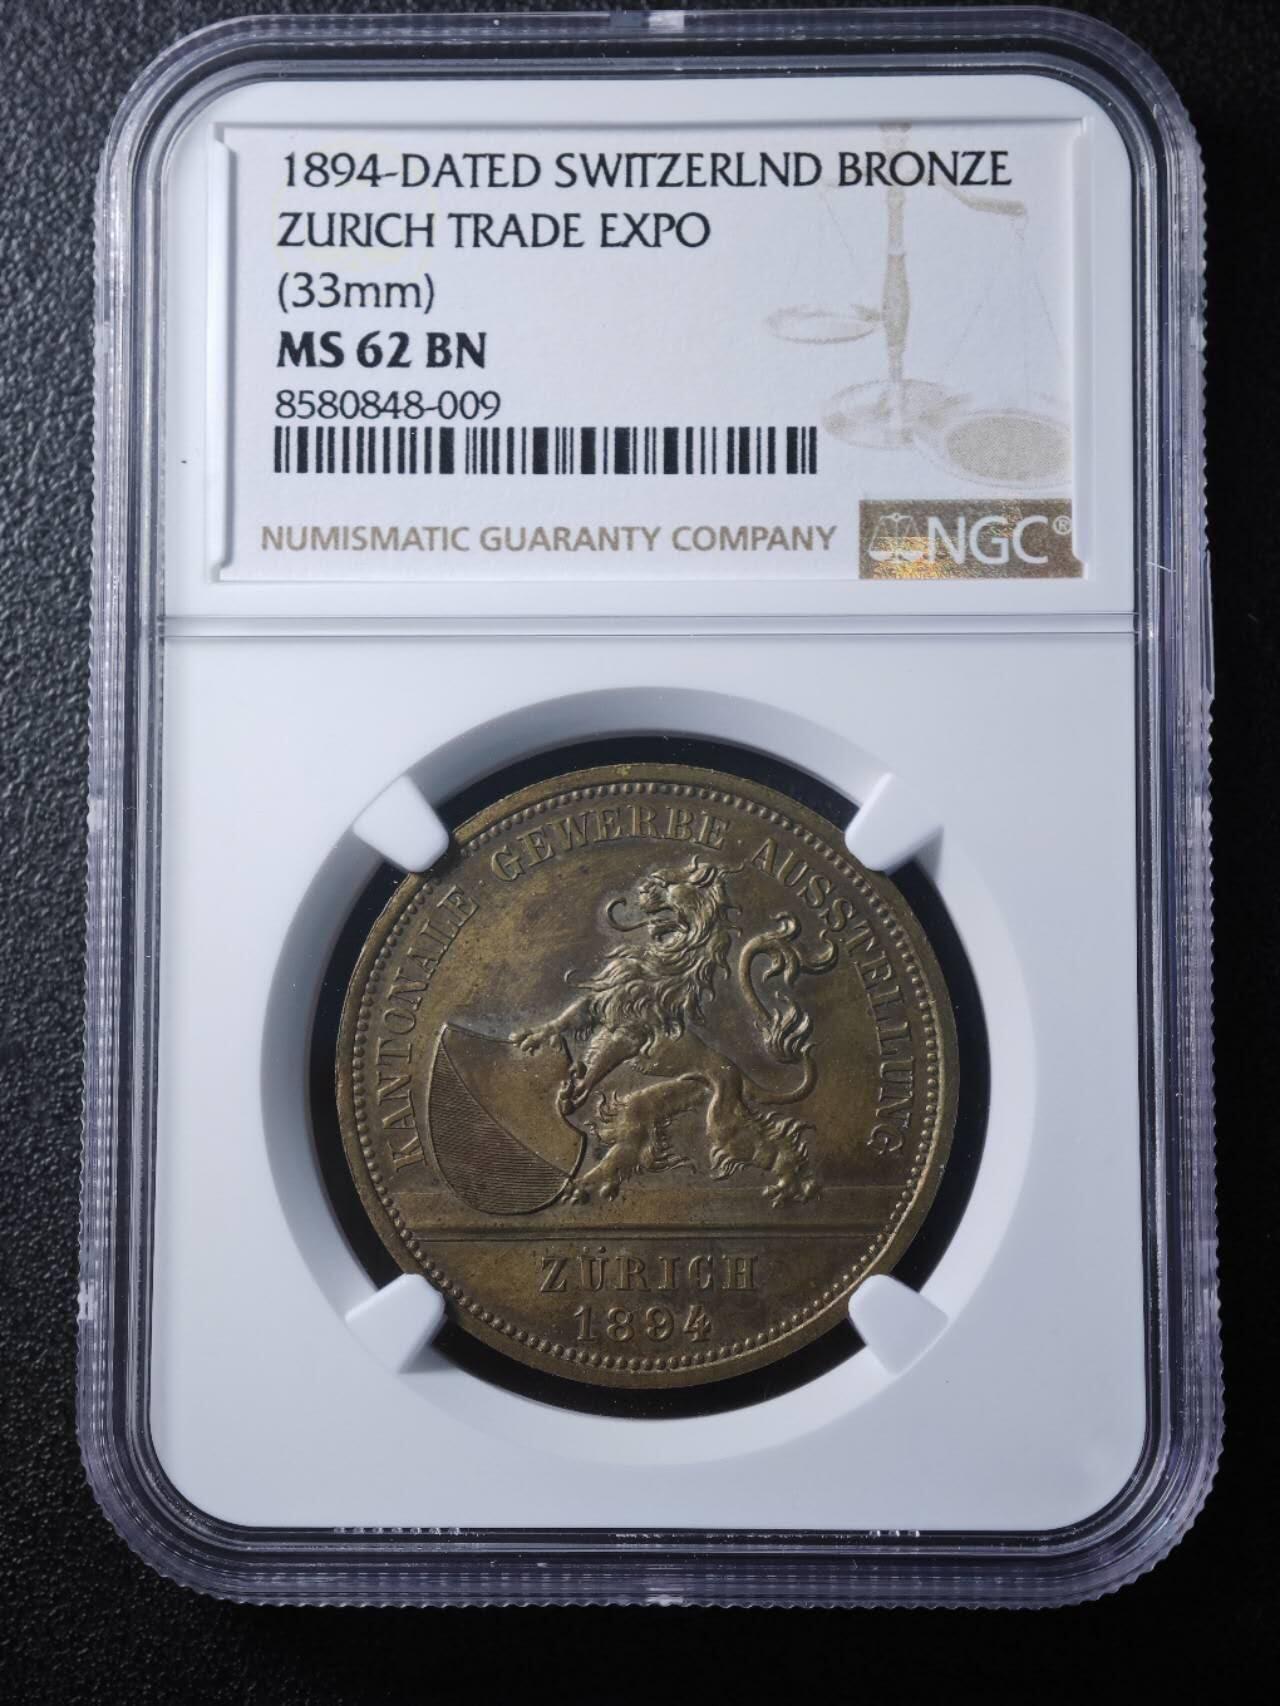 1894-DATED SWITZERLND BRONZE
ZURICH TRADE EXPO
(33mm)
MS 62 BN
8580848-009
NUMISMATIC GUARANTY COMPANY
NGC®
KANTONALE · GEWERBE · AUSSTELLUNG
ZÜRICH
1894